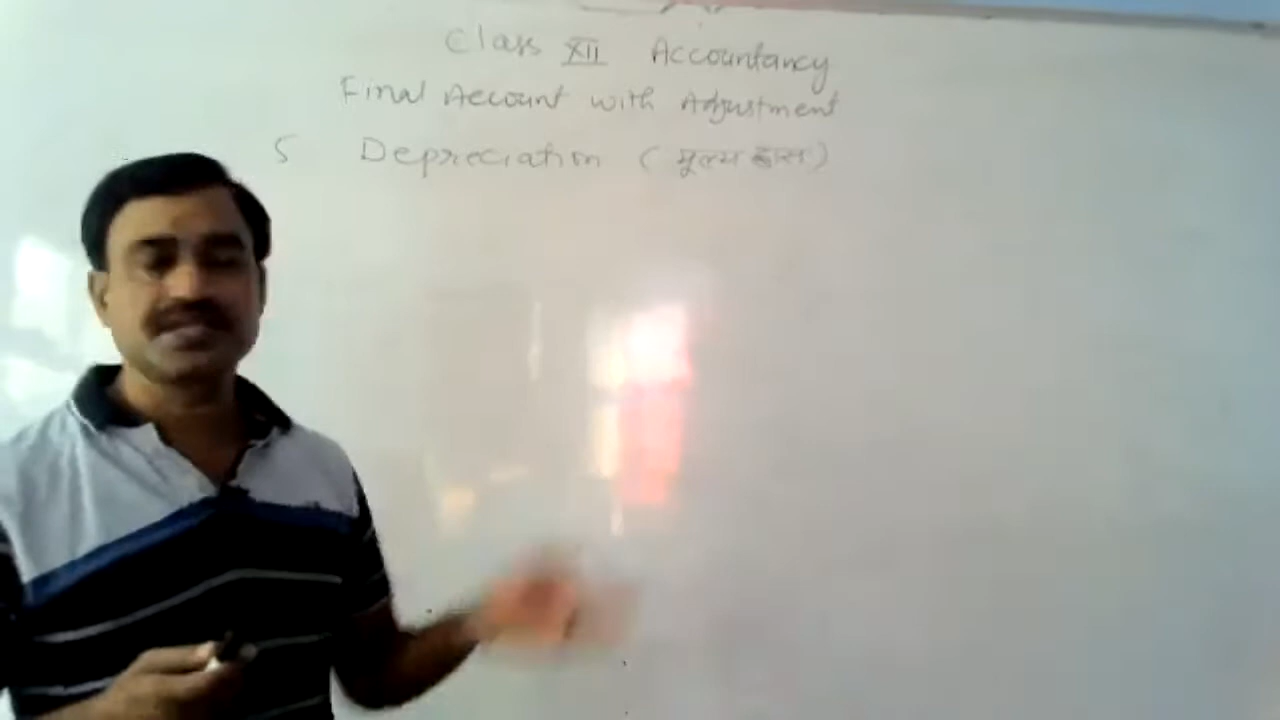 Class XII Accountancy
Final Account with Adjustment
5 Depreciation (मूल्य ह्रास)